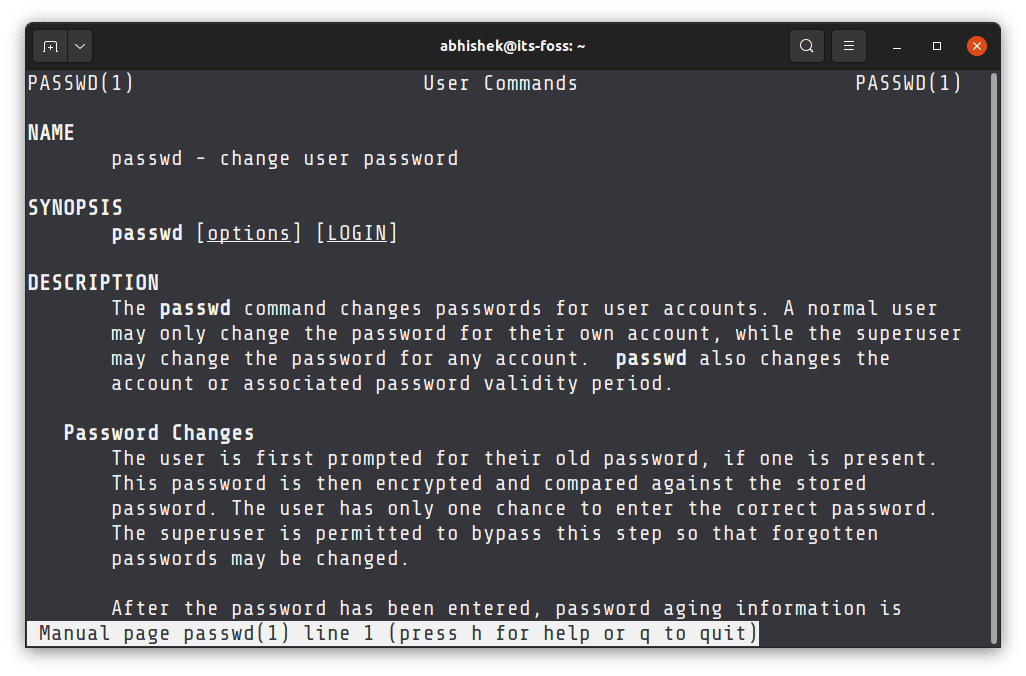 abhishek@its-foss: ~
PASSWD(1) User Commands PASSWD(1)
NAME
passwd - change user password
SYNOPSIS
passwd [options] [LOGIN]
DESCRIPTION
The passwd command changes passwords for user accounts. A normal user
may only change the password for their own account, while the superuser
may change the password for any account.  passwd also changes the
account or associated password validity period.
Password Changes
The user is first prompted for their old password, if one is present.
This password is then encrypted and compared against the stored
password. The user has only one chance to enter the correct password.
The superuser is permitted to bypass this step so that forgotten
passwords may be changed.
After the password has been entered, password aging information is
Manual page passwd(1) line 1 (press h for help or q to quit)